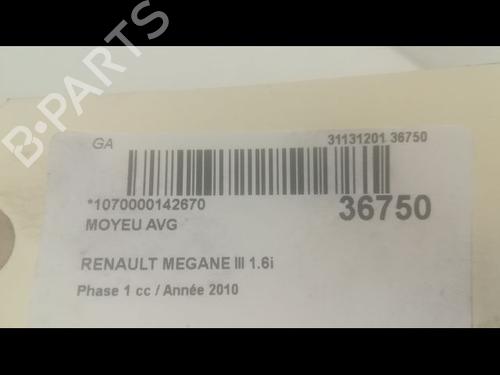 B-PARTS
GA
31131201 36750
*1070000142670
36750
MOYEU AVG
RENAULT MEGANE III 1.6i
Phase 1 cc / Année 2010